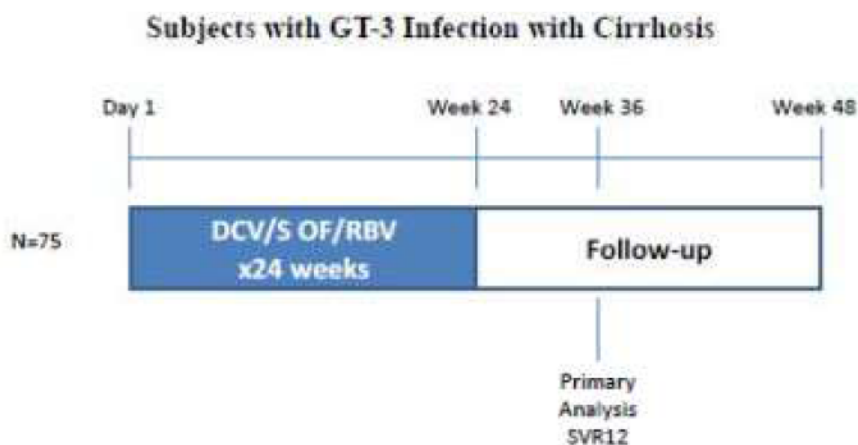 Subjects with GT-3 Infection with Cirrhosis
Day 1 Week 24 Week 36 Week 48
N=75
DCV/S OF/RBV
x24 weeks
Follow-up
Primary
Analysis
SVR12